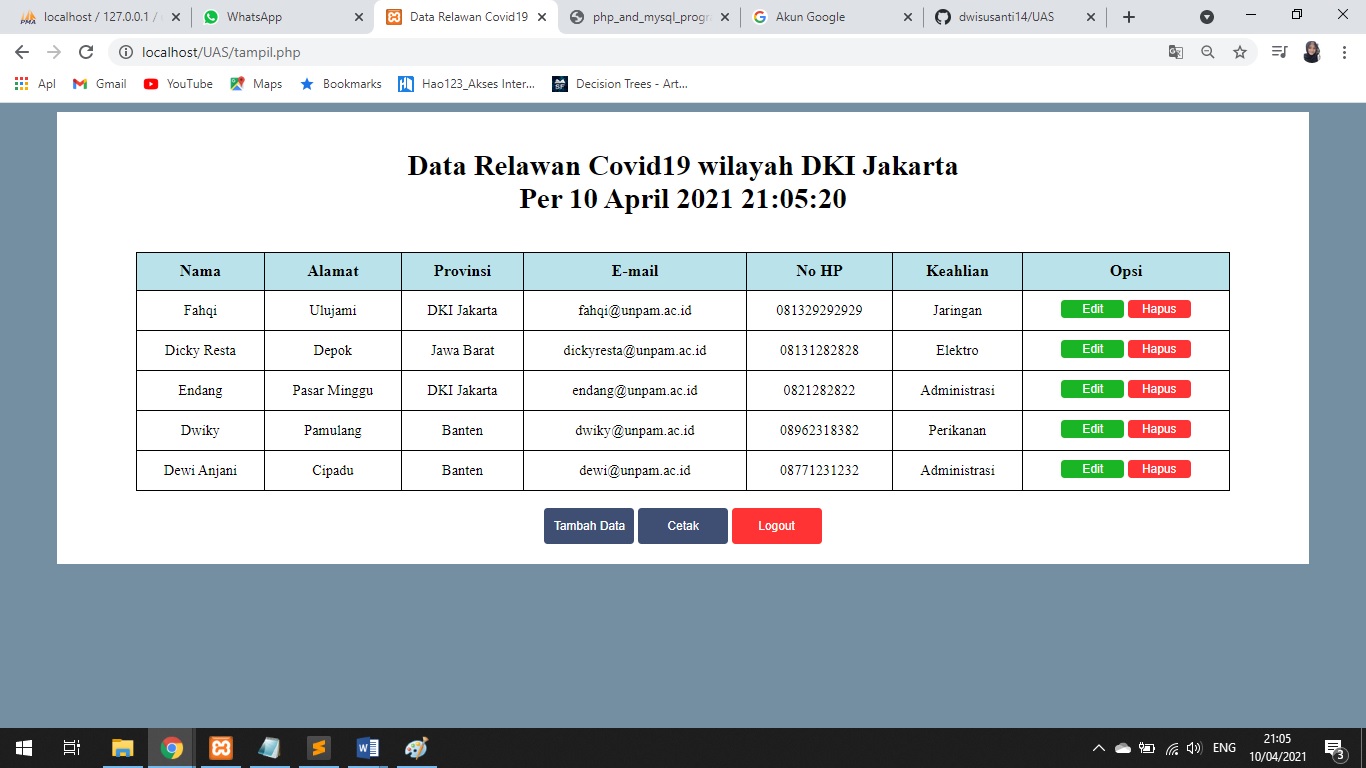 localhost / 127.0.0.1 /
WhatsApp
Data Relawan Covid19
php_and_mysql_progr
Akun Google
dwisusanti14/UAS
localhost/UAS/tampil.php
Apl Gmail YouTube Maps Bookmarks Hao123_Akses Inter... Decision Trees - Art...
Data Relawan Covid19 wilayah DKI Jakarta
Per 10 April 2021 21:05:20
Nama Alamat Provinsi E-mail No HP Keahlian Opsi
Fahqi Ulujami DKI Jakarta fahqi@unpam.ac.id 081329292929 Jaringan Edit Hapus
Dicky Resta Depok Jawa Barat dickyresta@unpam.ac.id 08131282828 Elektro Edit Hapus
Endang Pasar Minggu DKI Jakarta endang@unpam.ac.id 0821282822 Administrasi Edit Hapus
Dwiky Pamulang Banten dwiky@unpam.ac.id 08962318382 Perikanan Edit Hapus
Dewi Anjani Cipadu Banten dewi@unpam.ac.id 08771231232 Administrasi Edit Hapus
Tambah Data Cetak Logout
ENG
21:05
10/04/2021
3